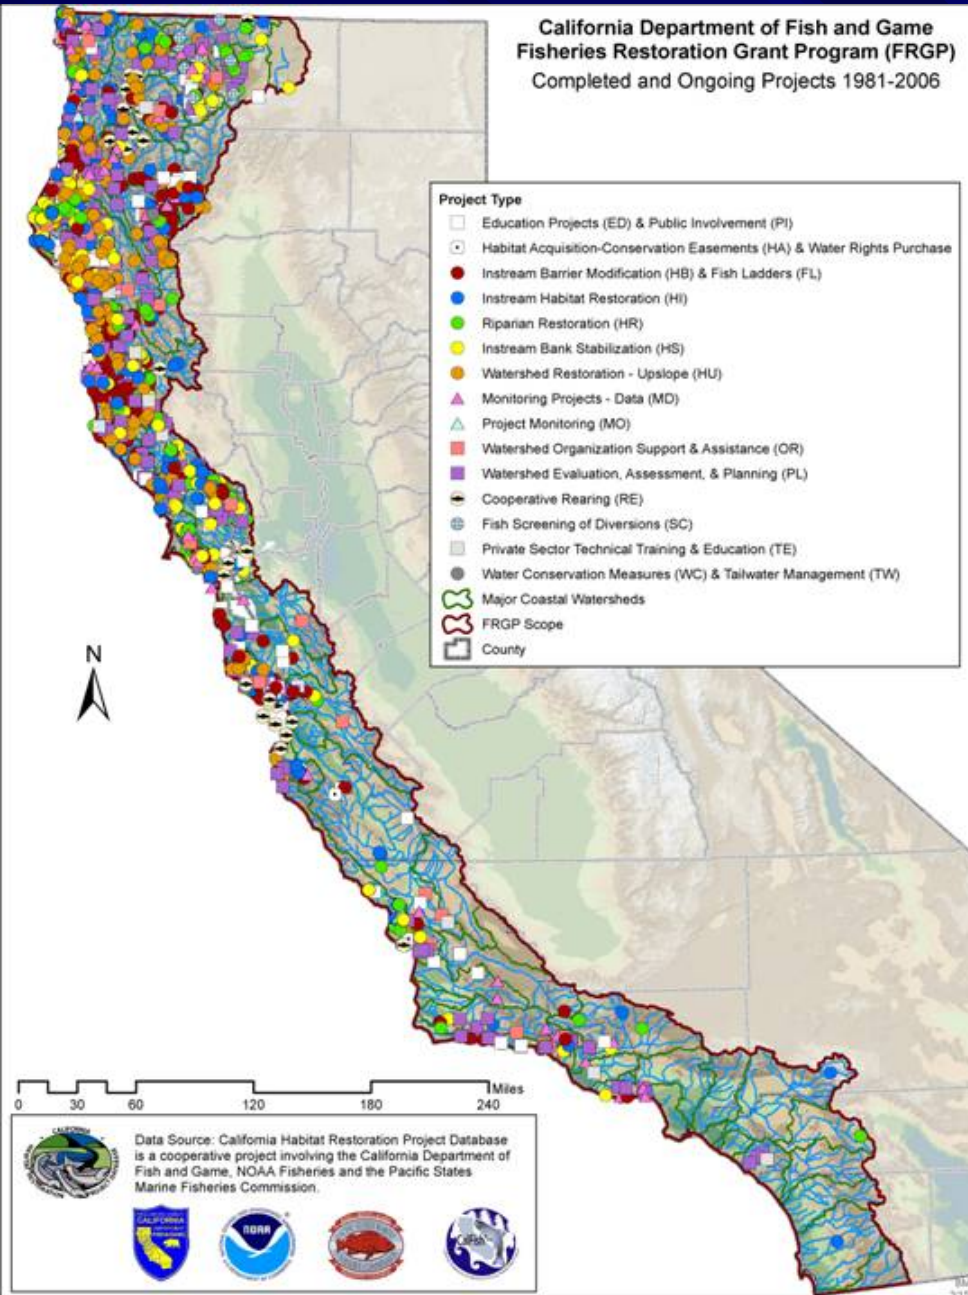 California Department of Fish and Game
Fisheries Restoration Grant Program (FRGP)
Completed and Ongoing Projects 1981-2006
Project Type
Education Projects (ED) & Public Involvement (PI)
Habitat Acquisition-Conservation Easements (HA) & Water Rights Purchase
Instream Barrier Modification (HB) & Fish Ladders (FL)
Instream Habitat Restoration (HI)
Riparian Restoration (HR)
Instream Bank Stabilization (HS)
Watershed Restoration - Upslope (HU)
Monitoring Projects - Data (MD)
Project Monitoring (MO)
Watershed Organization Support & Assistance (OR)
Watershed Evaluation, Assessment, & Planning (PL)
Cooperative Rearing (RE)
Fish Screening of Diversions (SC)
Private Sector Technical Training & Education (TE)
Water Conservation Measures (WC) & Tailwater Management (TW)
Major Coastal Watersheds
FRGP Scope
County
N
Miles
0 30 60 120 180 240
Data Source: California Habitat Restoration Project Database
is a cooperative project involving the California Department of
Fish and Game, NOAA Fisheries and the Pacific States
Marine Fisheries Commission.
CALIFORNIA
NOAA
CalFish